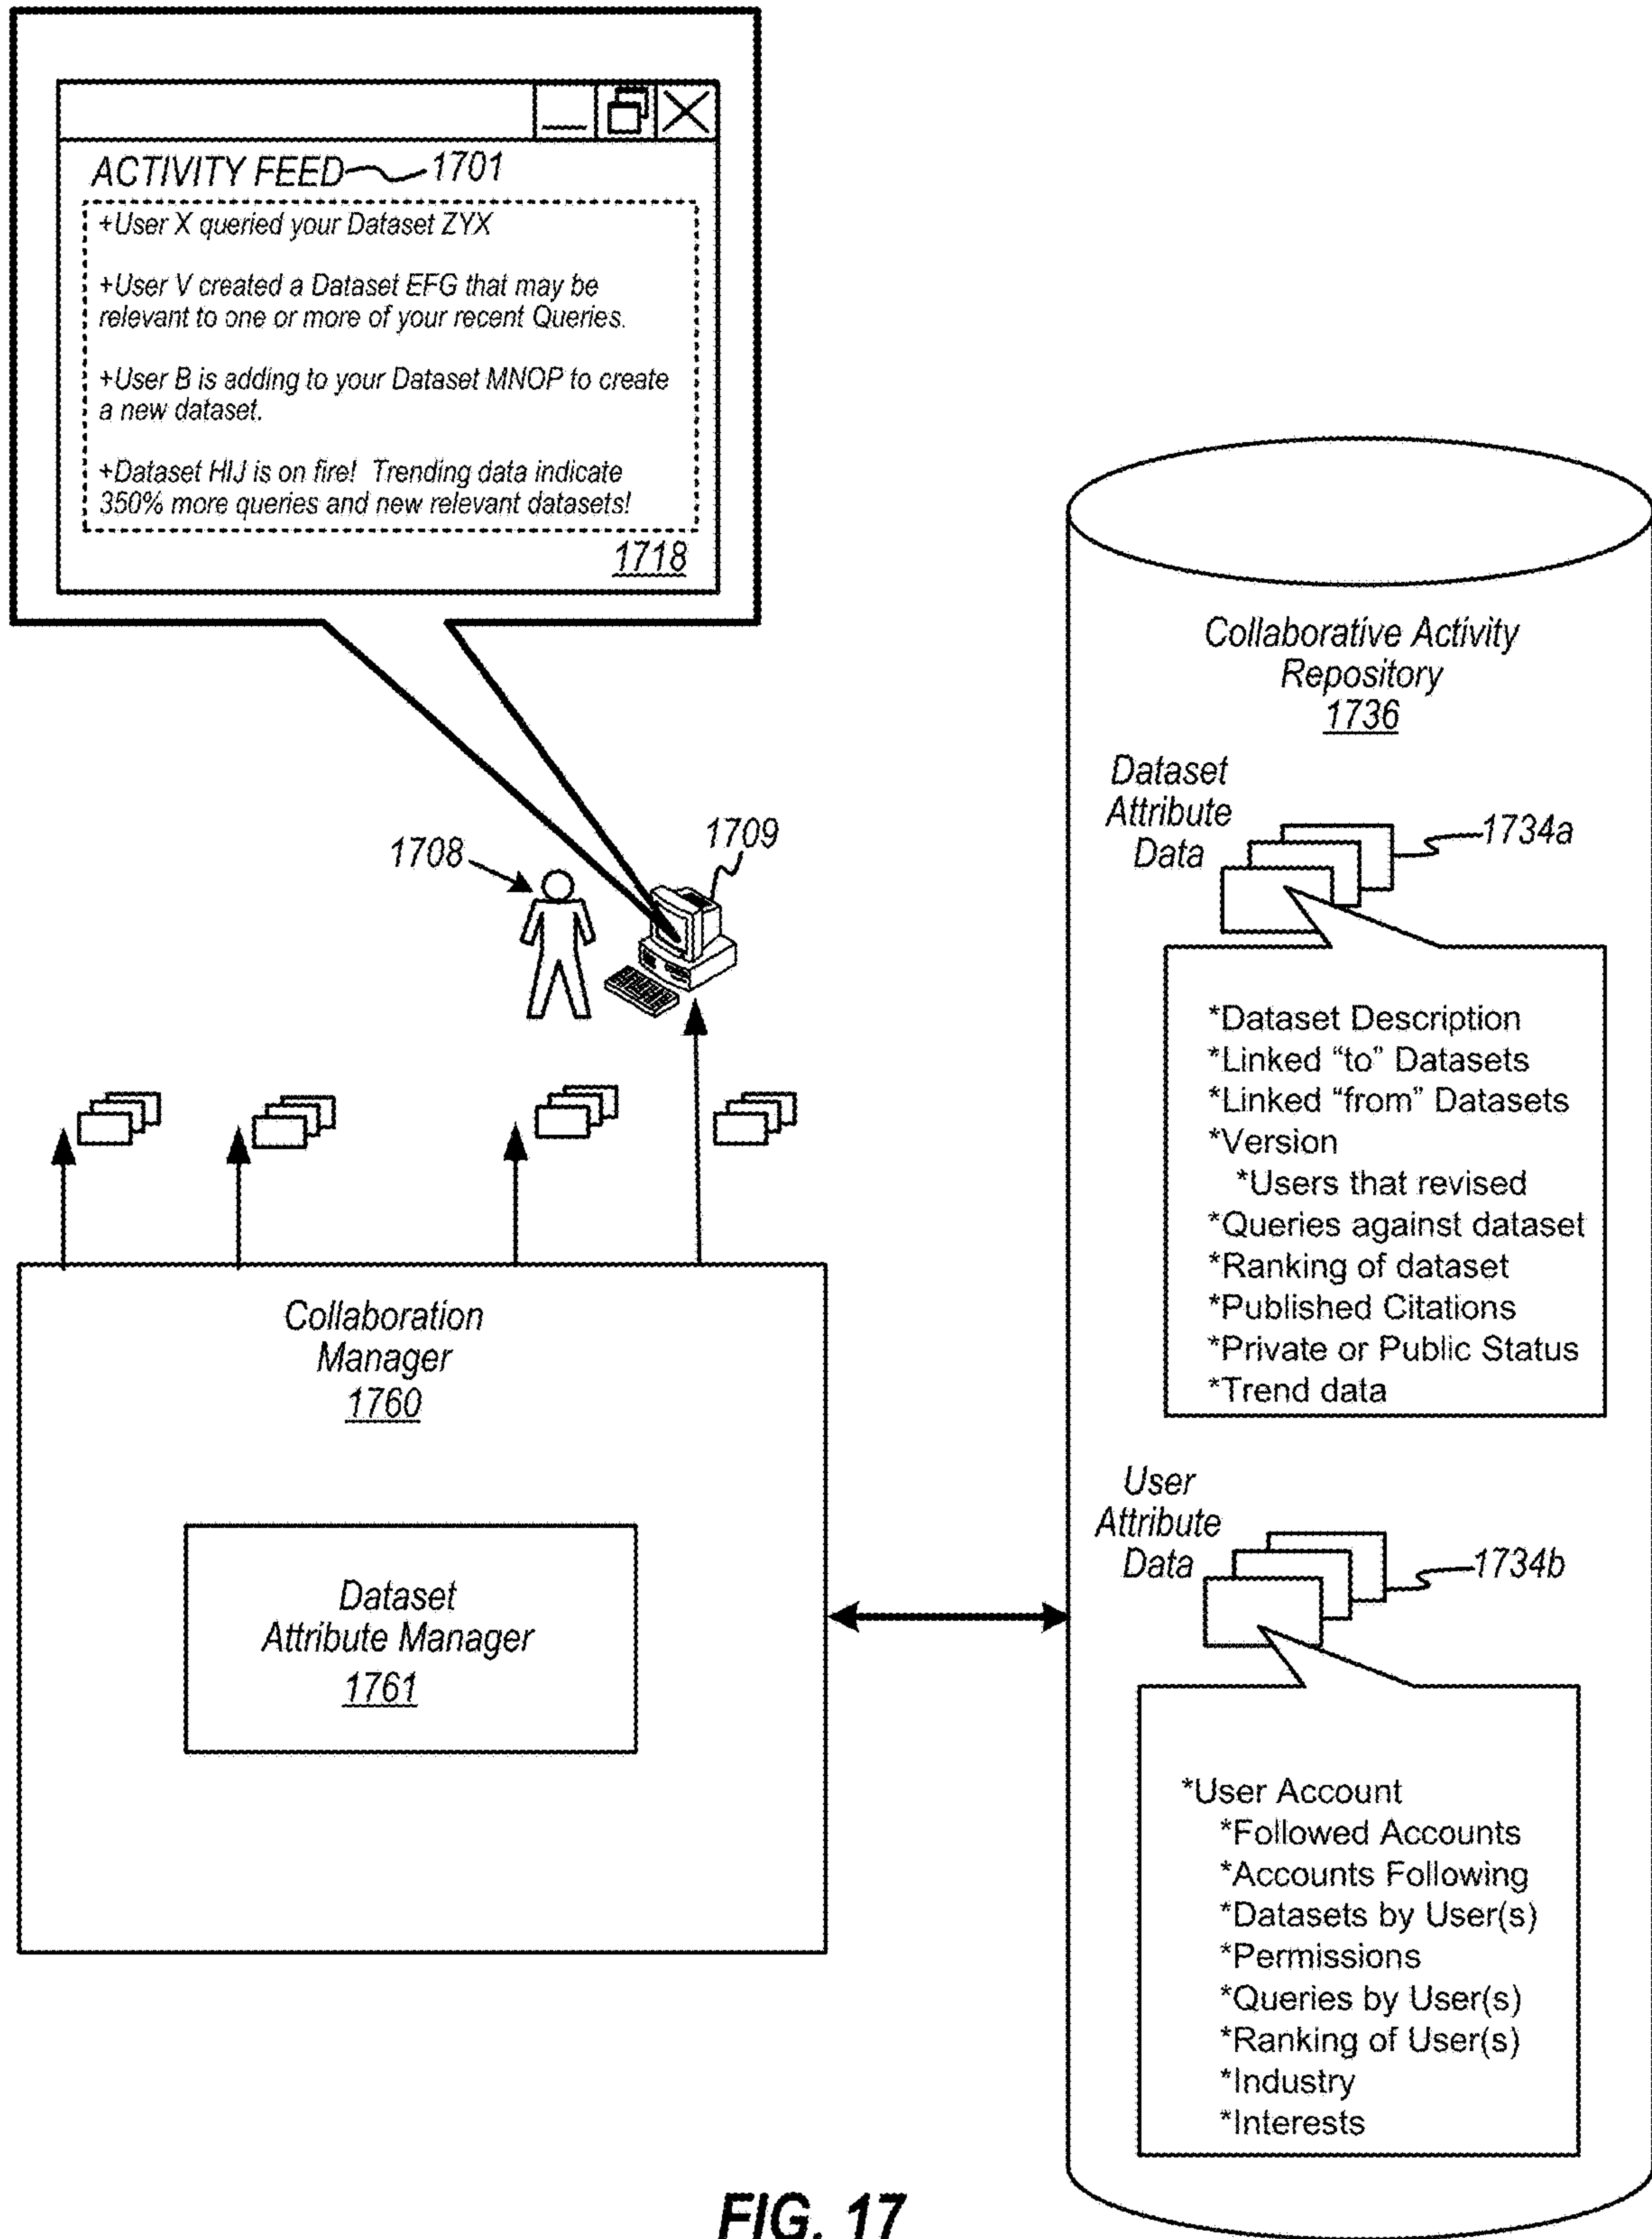 ACTIVITY FEED 1701
+User X queried your Dataset ZYX
+User V created a Dataset EFG that may be
relevant to one or more of your recent Queries.
+User B is adding to your Dataset MNOP to create
a new dataset.
+Dataset HIJ is on fire! Trending data indicate
350% more queries and new relevant datasets!
1718
1708
1709
Collaboration
Manager
1760
Dataset
Attribute Manager
1761
Collaborative Activity
Repository
1736
Dataset
Attribute
Data
1734a
*Dataset Description
*Linked “to” Datasets
*Linked “from” Datasets
*Version
*Users that revised
*Queries against dataset
*Ranking of dataset
*Published Citations
*Private or Public Status
*Trend data
User
Attribute
Data
1734b
*User Account
*Followed Accounts
*Accounts Following
*Datasets by User(s)
*Permissions
*Queries by User(s)
*Ranking of User(s)
*Industry
*Interests
FIG. 17